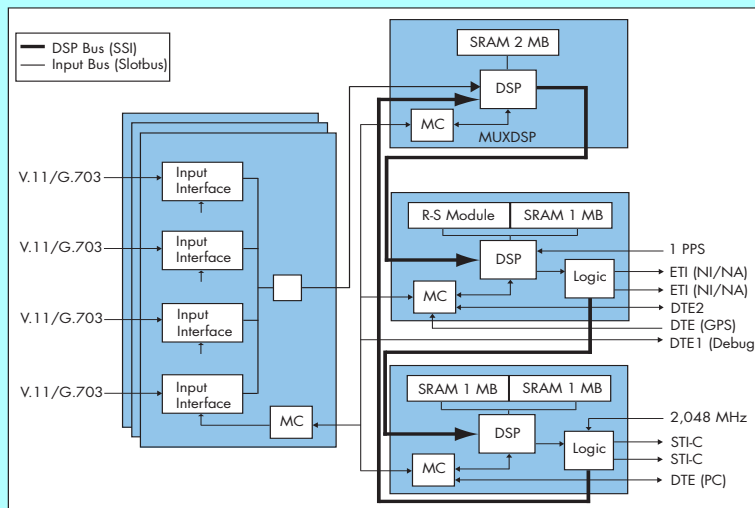 DSP Bus (SSI)
Input Bus (Slotbus)
SRAM 2 MB
DSP
MC
MUXDSP
V.11/G.703
Input
Interface
V.11/G.703
Input
Interface
V.11/G.703
Input
Interface
V.11/G.703
Input
Interface
MC
R-S Module
SRAM 1 MB
DSP
Logic
MC
1 PPS
ETI (NI/NA)
ETI (NI/NA)
DTE2
DTE (GPS)
DTE1 (Debug
SRAM 1 MB
SRAM 1 MB
DSP
Logic
MC
2,048 MHz
STI-C
STI-C
DTE (PC)